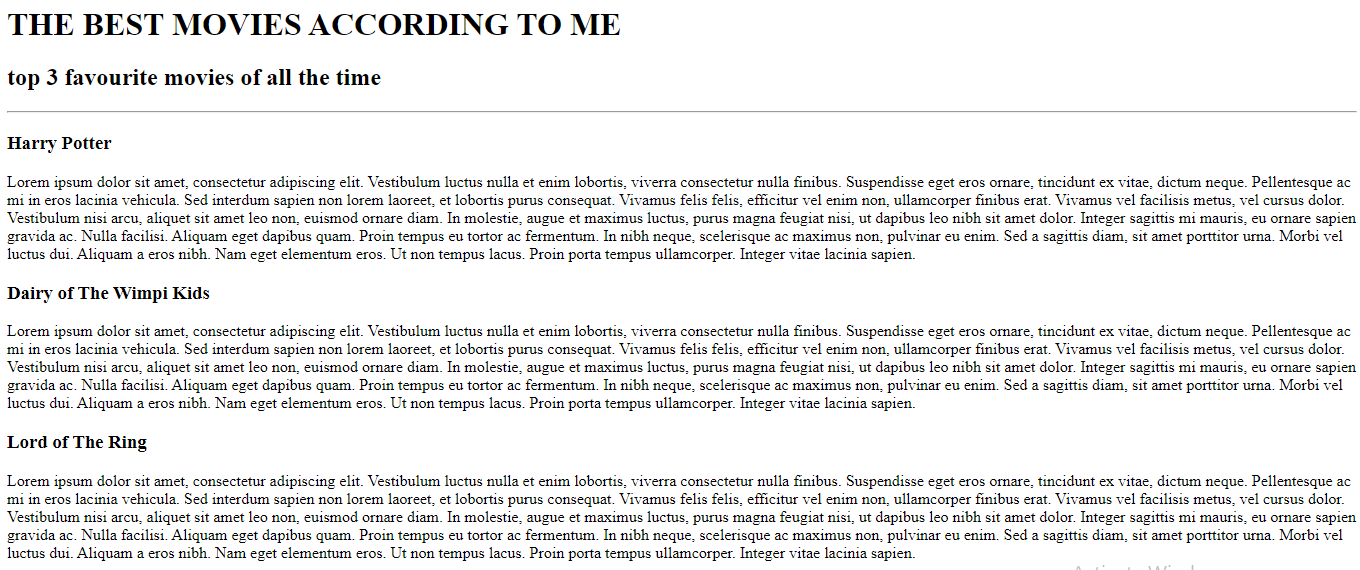 THE BEST MOVIES ACCORDING TO ME
top 3 favourite movies of all the time
Harry Potter
Lorem ipsum dolor sit amet, consectetur adipiscing elit. Vestibulum luctus nulla et enim lobortis, viverra consectetur nulla finibus. Suspendisse eget eros ornare, tincidunt ex vitae, dictum neque. Pellentesque ac
mi in eros lacinia vehicula. Sed interdum sapien non lorem laoreet, et lobortis purus consequat. Vivamus felis felis, efficitur vel enim non, ullamcorper finibus erat. Vivamus vel facilisis metus, vel cursus dolor.
Vestibulum nisi arcu, aliquet sit amet leo non, euismod ornare diam. In molestie, augue et maximus luctus, purus magna feugiat nisi, ut dapibus leo nibh sit amet dolor. Integer sagittis mi mauris, eu ornare sapien
gravida ac. Nulla facilisi. Aliquam eget dapibus quam. Proin tempus eu tortor ac fermentum. In nibh neque, scelerisque ac maximus non, pulvinar eu enim. Sed a sagittis diam, sit amet porttitor urna. Morbi vel
luctus dui. Aliquam a eros nibh. Nam eget elementum eros. Ut non tempus lacus. Proin porta tempus ullamcorper. Integer vitae lacinia sapien.
Dairy of The Wimpi Kids
Lorem ipsum dolor sit amet, consectetur adipiscing elit. Vestibulum luctus nulla et enim lobortis, viverra consectetur nulla finibus. Suspendisse eget eros ornare, tincidunt ex vitae, dictum neque. Pellentesque ac
mi in eros lacinia vehicula. Sed interdum sapien non lorem laoreet, et lobortis purus consequat. Vivamus felis felis, efficitur vel enim non, ullamcorper finibus erat. Vivamus vel facilisis metus, vel cursus dolor.
Vestibulum nisi arcu, aliquet sit amet leo non, euismod ornare diam. In molestie, augue et maximus luctus, purus magna feugiat nisi, ut dapibus leo nibh sit amet dolor. Integer sagittis mi mauris, eu ornare sapien
gravida ac. Nulla facilisi. Aliquam eget dapibus quam. Proin tempus eu tortor ac fermentum. In nibh neque, scelerisque ac maximus non, pulvinar eu enim. Sed a sagittis diam, sit amet porttitor urna. Morbi vel
luctus dui. Aliquam a eros nibh. Nam eget elementum eros. Ut non tempus lacus. Proin porta tempus ullamcorper. Integer vitae lacinia sapien.
Lord of The Ring
Lorem ipsum dolor sit amet, consectetur adipiscing elit. Vestibulum luctus nulla et enim lobortis, viverra consectetur nulla finibus. Suspendisse eget eros ornare, tincidunt ex vitae, dictum neque. Pellentesque ac
mi in eros lacinia vehicula. Sed interdum sapien non lorem laoreet, et lobortis purus consequat. Vivamus felis felis, efficitur vel enim non, ullamcorper finibus erat. Vivamus vel facilisis metus, vel cursus dolor.
Vestibulum nisi arcu, aliquet sit amet leo non, euismod ornare diam. In molestie, augue et maximus luctus, purus magna feugiat nisi, ut dapibus leo nibh sit amet dolor. Integer sagittis mi mauris, eu ornare sapien
gravida ac. Nulla facilisi. Aliquam eget dapibus quam. Proin tempus eu tortor ac fermentum. In nibh neque, scelerisque ac maximus non, pulvinar eu enim. Sed a sagittis diam, sit amet porttitor urna. Morbi vel
luctus dui. Aliquam a eros nibh. Nam eget elementum eros. Ut non tempus lacus. Proin porta tempus ullamcorper. Integer vitae lacinia sapien.